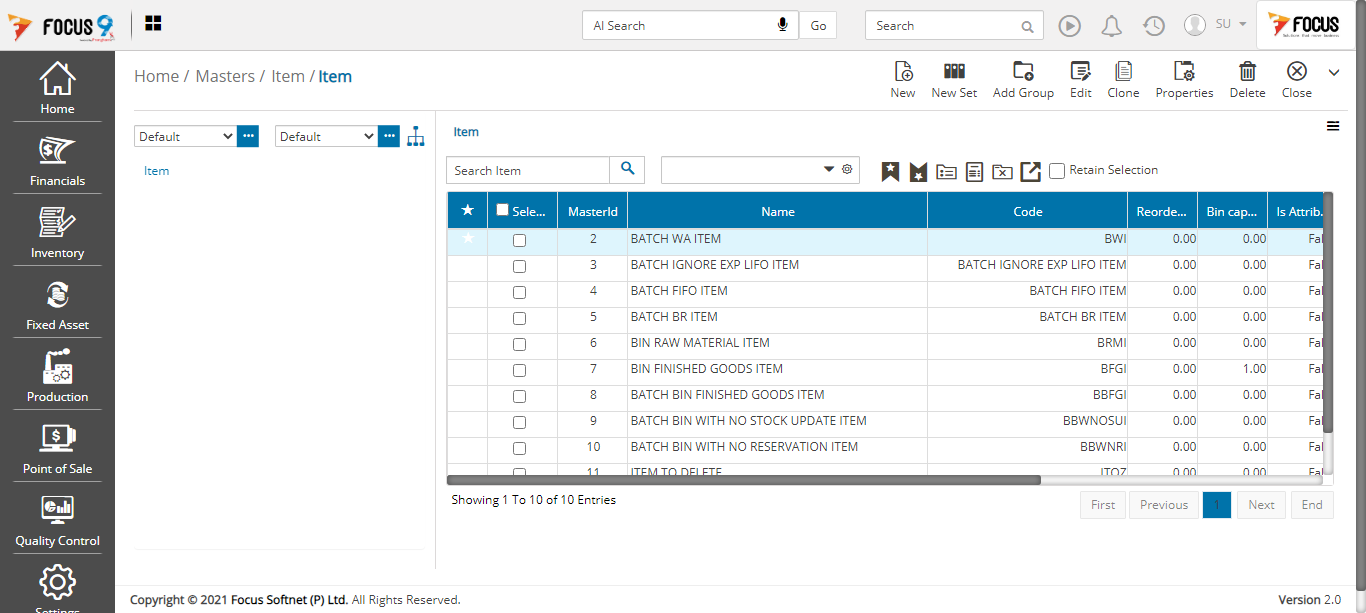 FOCUS 9
AI Search
Go
Search
SU
FOCUS
Home
Financials
Inventory
Fixed Asset
Production
Point of Sale
Quality Control
Settings
Home / Masters / Item / Item
New
New Set
Add Group
Edit
Clone
Properties
Delete
Close
Default
Default
Item
Item
Search Item
Retain Selection
Sele... MasterId Name Code Reorde... Bin cap... Is Attrib.
2 BATCH WA ITEM BWI 0.00 0.00 Fal
3 BATCH IGNORE EXP LIFO ITEM BATCH IGNORE EXP LIFO ITEM 0.00 0.00 Fal
4 BATCH FIFO ITEM BATCH FIFO ITEM 0.00 0.00 Fal
5 BATCH BR ITEM BATCH BR ITEM 0.00 0.00 Fal
6 BIN RAW MATERIAL ITEM BRMI 0.00 0.00 Fal
7 BIN FINISHED GOODS ITEM BFGI 0.00 1.00 Fal
8 BATCH BIN FINISHED GOODS ITEM BBFGI 0.00 0.00 Fal
9 BATCH BIN WITH NO STOCK UPDATE ITEM BBWNOSUI 0.00 0.00 Fal
10 BATCH BIN WITH NO RESERVATION ITEM BBWNRI 0.00 0.00 Fal
11 ITEM TO DELETE ITOZ 0.00 0.00 Fal
Showing 1 To 10 of 10 Entries
First
Previous
1
Next
End
Copyright © 2021 Focus Softnet (P) Ltd. All Rights Reserved.
Version 2.0